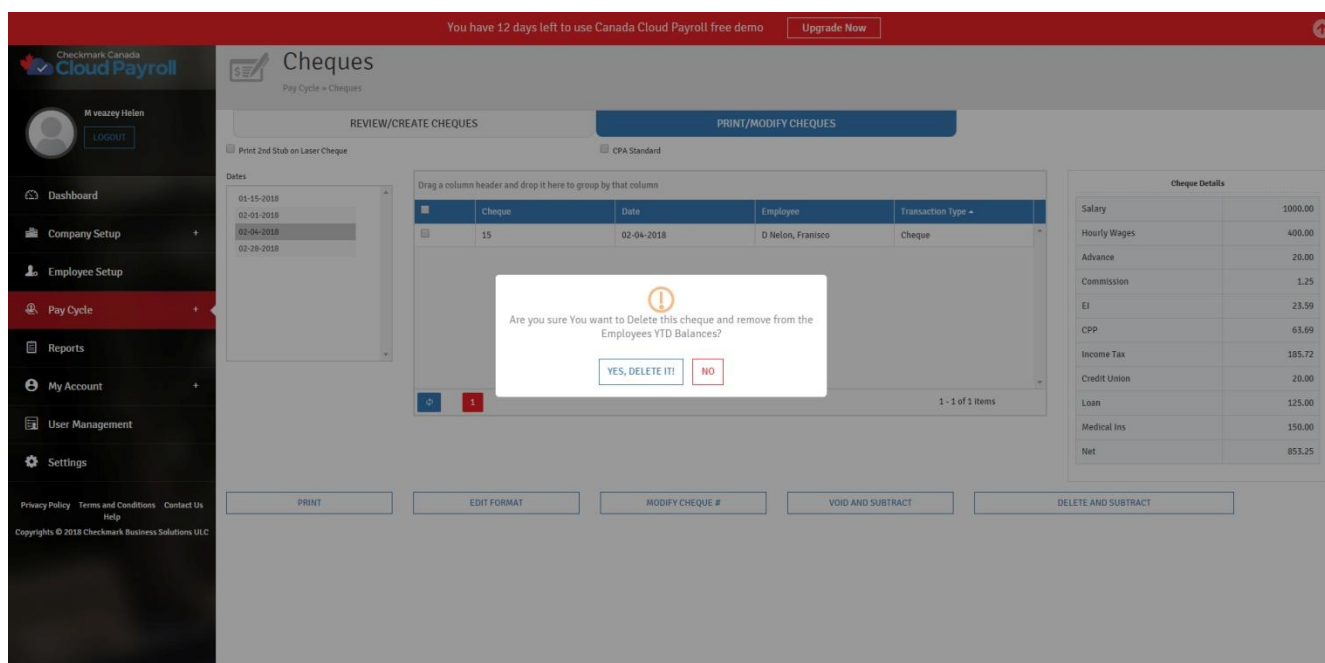 You have 12 days left to use Canada Cloud Payroll free demo Upgrade Now
Checkmark Canada
Cloud Payroll
M veazey Helen
LOGOUT
Dashboard
Company Setup +
Employee Setup
Pay Cycle +
Reports
My Account +
User Management
Settings
Privacy Policy Terms and Conditions Contact Us
Help
Copyrights © 2018 Checkmark Business Solutions ULC
Cheques
Pay Cycle » Cheques
REVIEW/CREATE CHEQUES PRINT/MODIFY CHEQUES
Print 2nd Stub on Laser Cheque CPA Standard
Dates
01-15-2018
02-01-2018
02-04-2018
02-28-2018
Drag a column header and drop it here to group by that column
Cheque Date Employee Transaction Type
15 02-04-2018 D Nelon, Franisco Cheque
Are you sure You want to Delete this cheque and remove from the
Employees YTD Balances?
YES, DELETE IT! NO
1 1 - 1 of 1 items
Cheque Details
Salary 1000.00
Hourly Wages 400.00
Advance 20.00
Commission 1.25
EI 23.59
CPP 63.69
Income Tax 185.72
Credit Union 20.00
Loan 125.00
Medical Ins 150.00
Net 853.25
PRINT EDIT FORMAT MODIFY CHEQUE # VOID AND SUBTRACT DELETE AND SUBTRACT